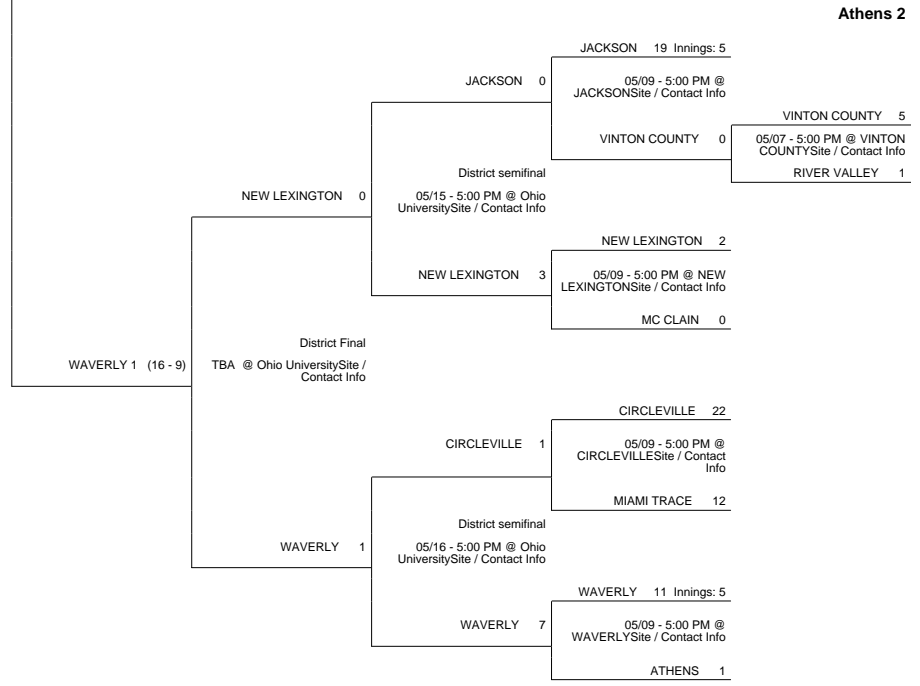 Athens 2
JACKSON 19 Innings: 5
JACKSON 0
05/09 - 5:00 PM @
JACKSONSite / Contact Info
VINTON COUNTY 5
VINTON COUNTY 0
05/07 - 5:00 PM @ VINTON
COUNTYSite / Contact Info
RIVER VALLEY 1
District semifinal
NEW LEXINGTON 0
05/15 - 5:00 PM @ Ohio
UniversitySite / Contact Info
NEW LEXINGTON 2
NEW LEXINGTON 3
05/09 - 5:00 PM @ NEW
LEXINGTONSite / Contact Info
MC CLAIN 0
District Final
WAVERLY 1 (16 - 9)
TBA @ Ohio UniversitySite /
Contact Info
CIRCLEVILLE 22
CIRCLEVILLE 1
05/09 - 5:00 PM @
CIRCLEVILLESite / Contact
Info
MIAMI TRACE 12
District semifinal
WAVERLY 1
05/16 - 5:00 PM @ Ohio
UniversitySite / Contact Info
WAVERLY 11 Innings: 5
WAVERLY 7
05/09 - 5:00 PM @
WAVERLYSite / Contact Info
ATHENS 1